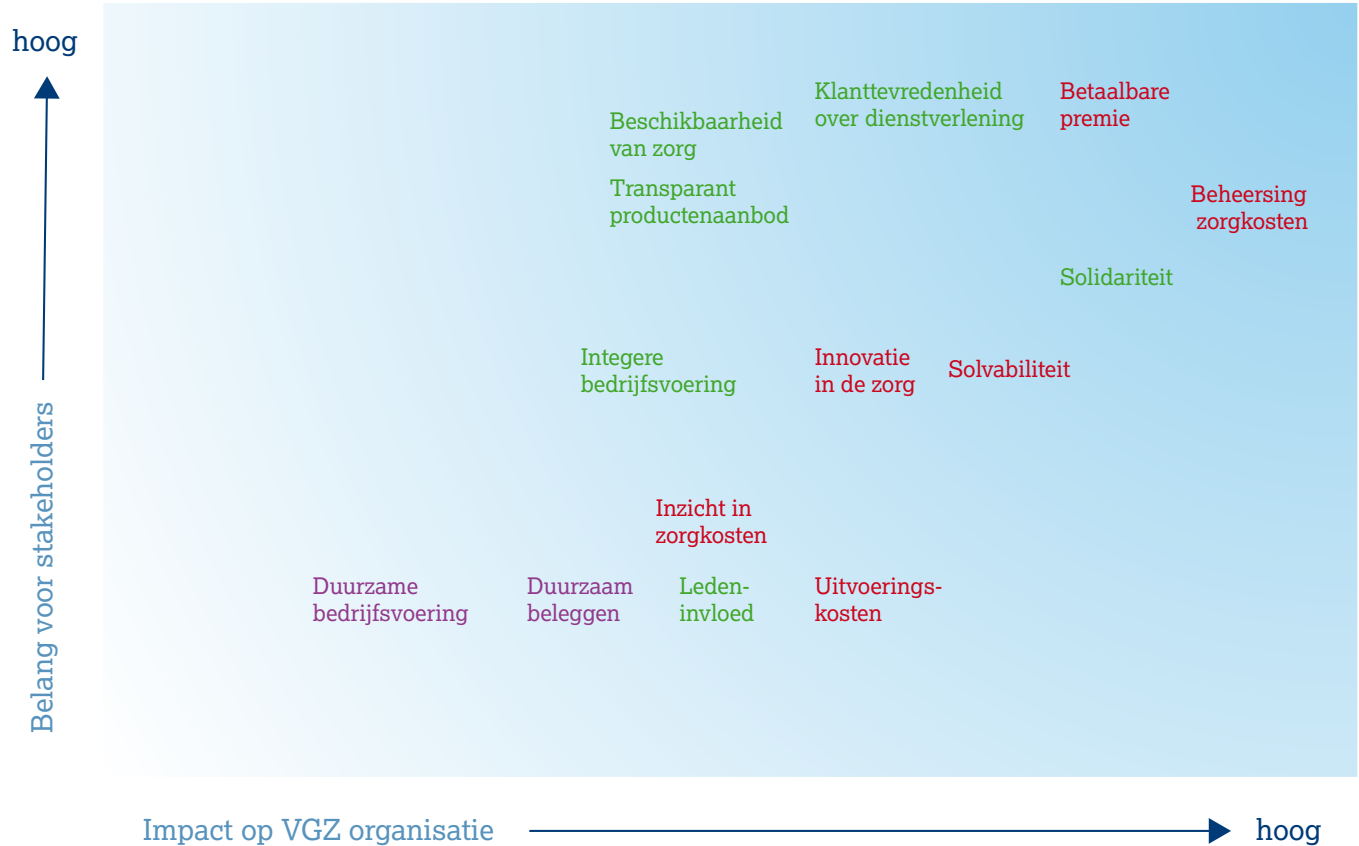 hoog
Klanttevredenheid
over dienstverlening
Betaalbare
premie
Beschikbaarheid
van zorg
Transparant
productenaanbod
Beheersing
zorgkosten
Solidariteit
Integere
bedrijfsvoering
Innovatie
in de zorg
Solvabiliteit
Inzicht in
zorgkosten
Duurzame
bedrijfsvoering
Duurzaam
beleggen
Leden-
invloed
Uitvoerings-
kosten
Belang voor stakeholders
Impact op VGZ organisatie
hoog